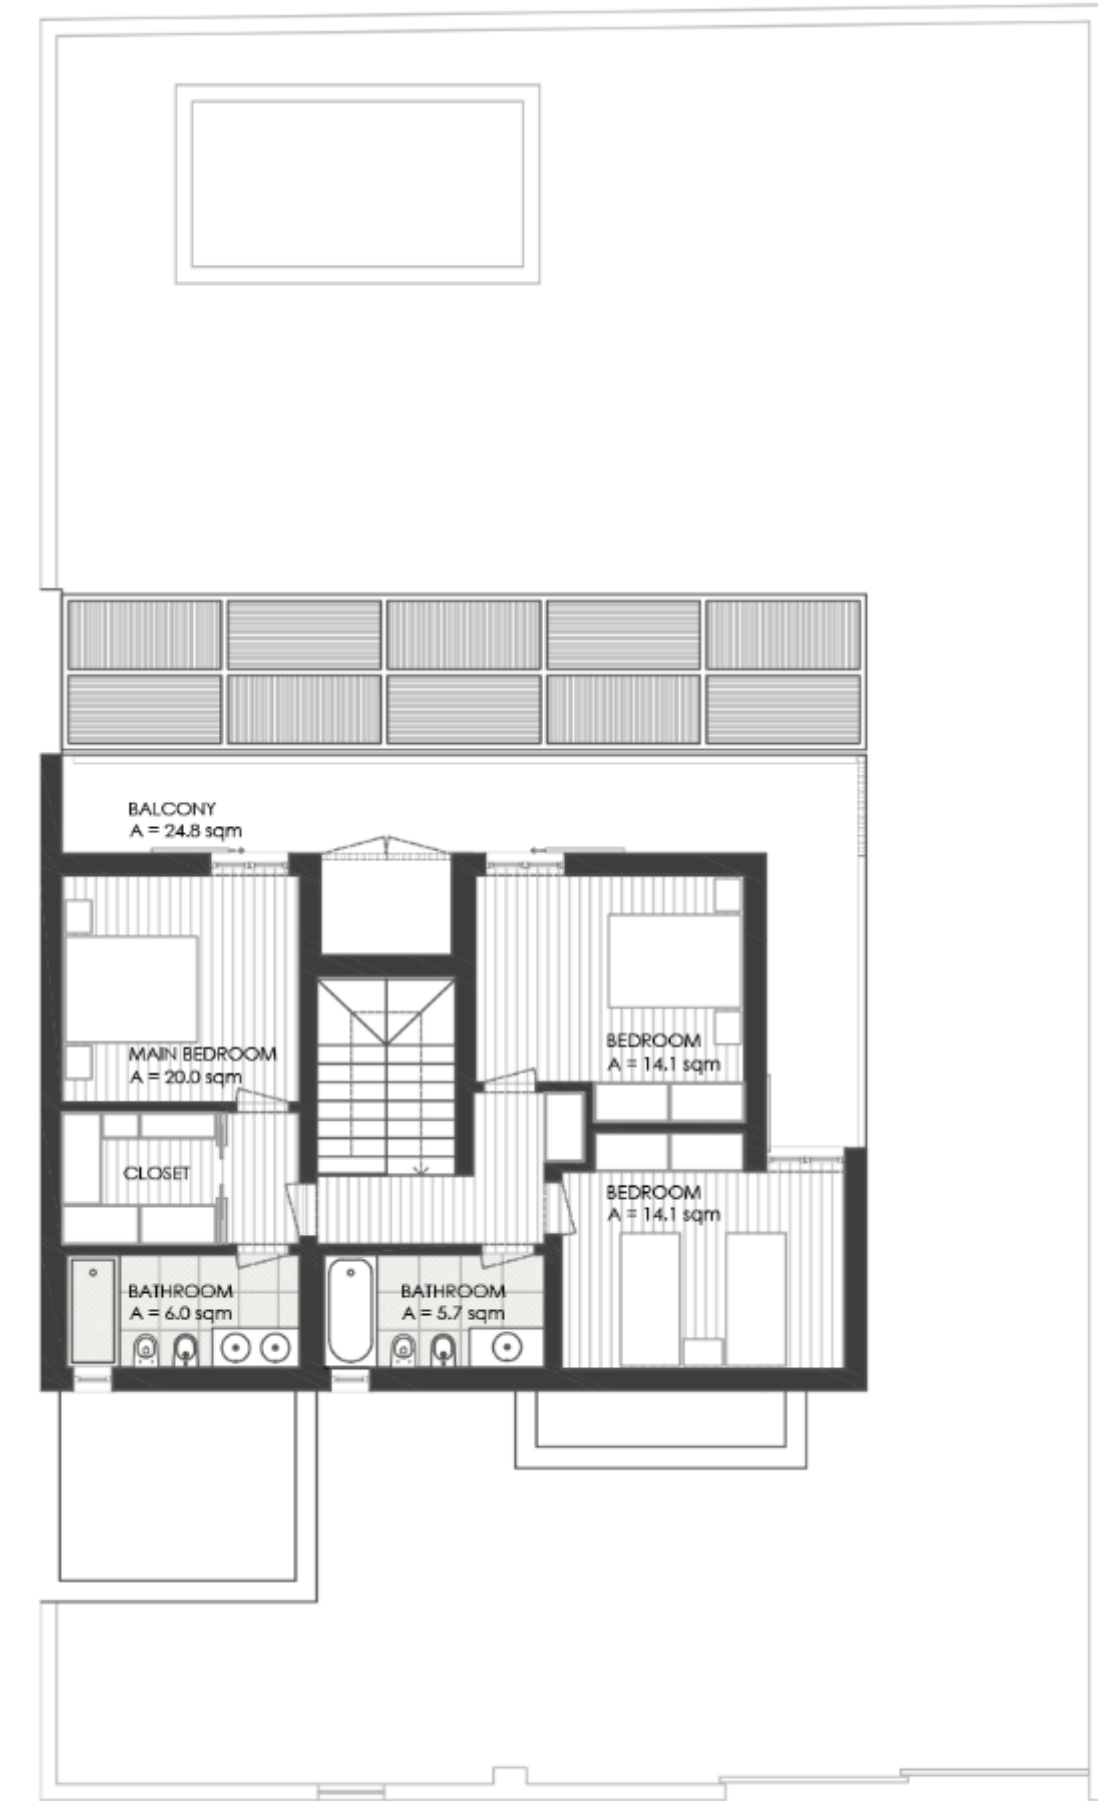 BALCONY
A = 24.8 sqm
MAIN BEDROOM
A = 20.0 sqm
BEDROOM
A = 14.1 sqm
CLOSET
BEDROOM
A = 14.1 sqm
BATHROOM
A = 6.0 sqm
BATHROOM
A = 5.7 sqm